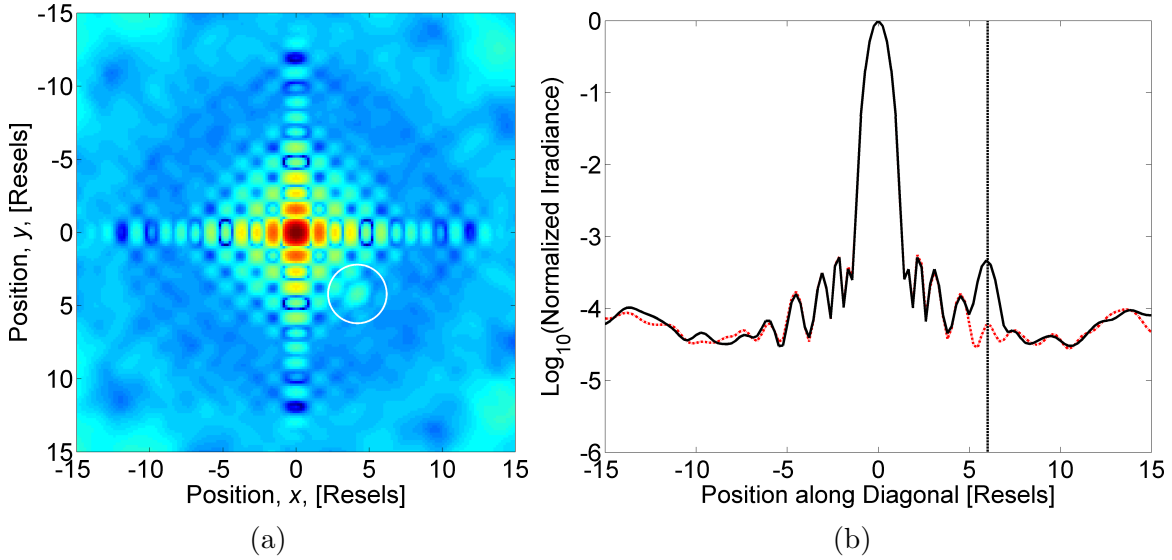 -15
-10
-5
0
5
10
15
-15 -10 -5 0 5 10 15
Position, y, [Resels]
Position, x, [Resels]
(a)
-0
-1
-2
-3
-4
-5
-6
-15 -10 -5 0 5 10 15
Log10(Normalized Irradiance)
Position along Diagonal [Resels]
(b)